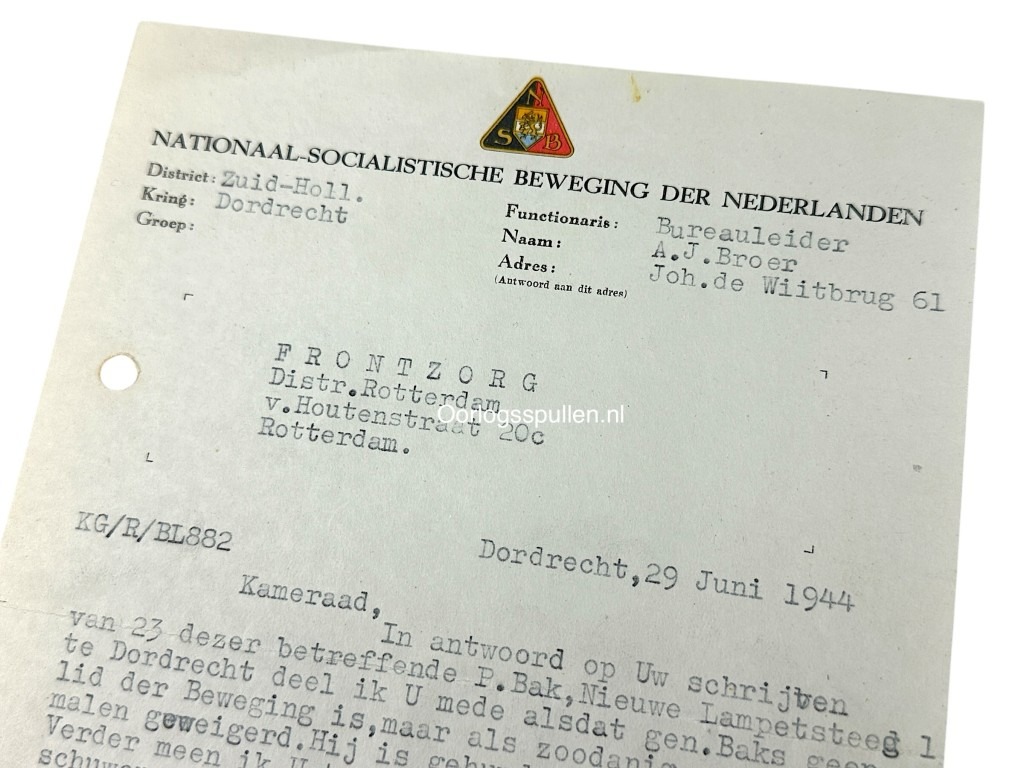 N
S B
NATIONAAL-SOCIALISTISCHE BEWEGING DER NEDERLANDEN
District: Zuid-Holl.
Kring: Dordrecht
Groep:
Functionaris: Bureauleider
Naam: A.J.Broer
Adres: Joh.de Wiitbrug 61
(Antwoord aan dit adres)
F R O N T Z O R G
Distr.Rotterdam
v.Houtenstraat 20c
Rotterdam.
Oorlogsspullen.nl
KG/R/BL882
Dordrecht,29 Juni 1944
Kameraad,
In antwoord op Uw schrijven
van 23 dezer betreffende P.Bak,Nieuwe Lampetsteeg 1
te Dordrecht deel ik U mede alsdat gen.Baks geen
lid der Beweging is,maar als zoodanig
malen geweigerd.Hij is
Verder meen ik U